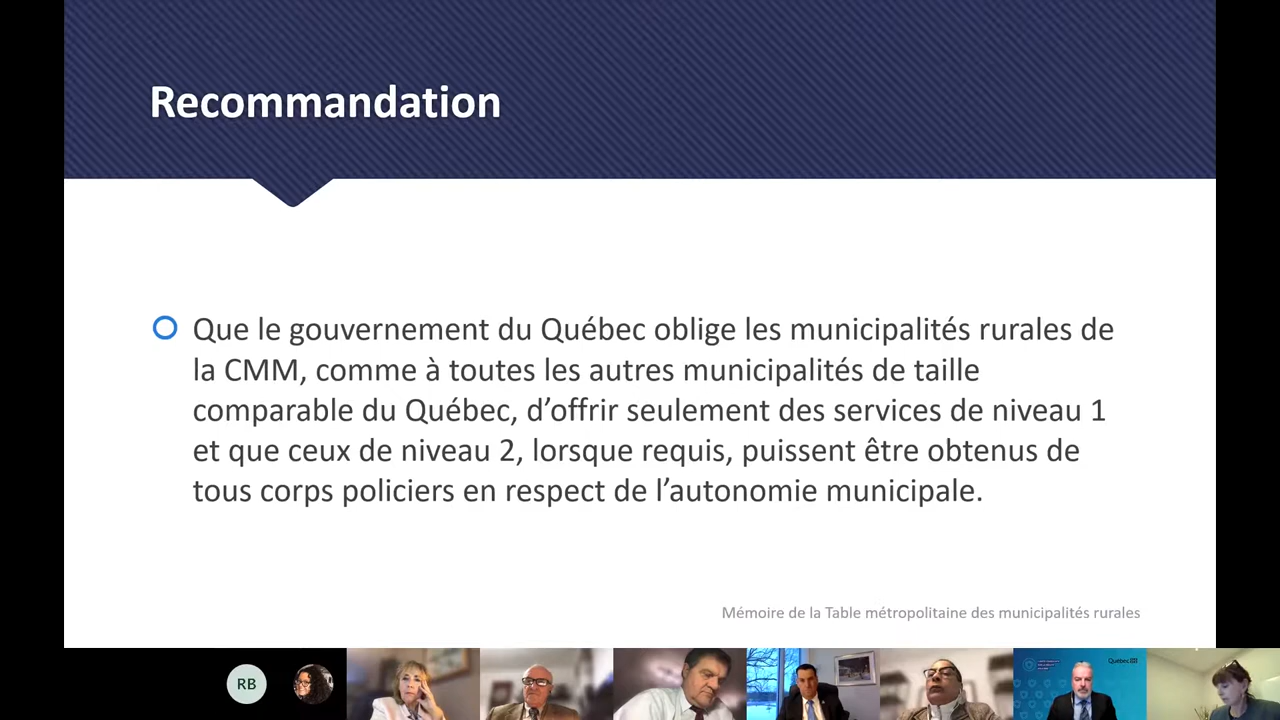 Recommandation
Que le gouvernement du Québec oblige les municipalités rurales de
la CMM, comme à toutes les autres municipalités de taille
comparable du Québec, d’offrir seulement des services de niveau 1
et que ceux de niveau 2, lorsque requis, puissent être obtenus de
tous corps policiers en respect de l’autonomie municipale.
Mémoire de la Table métropolitaine des municipalités rurales
RB
Québec